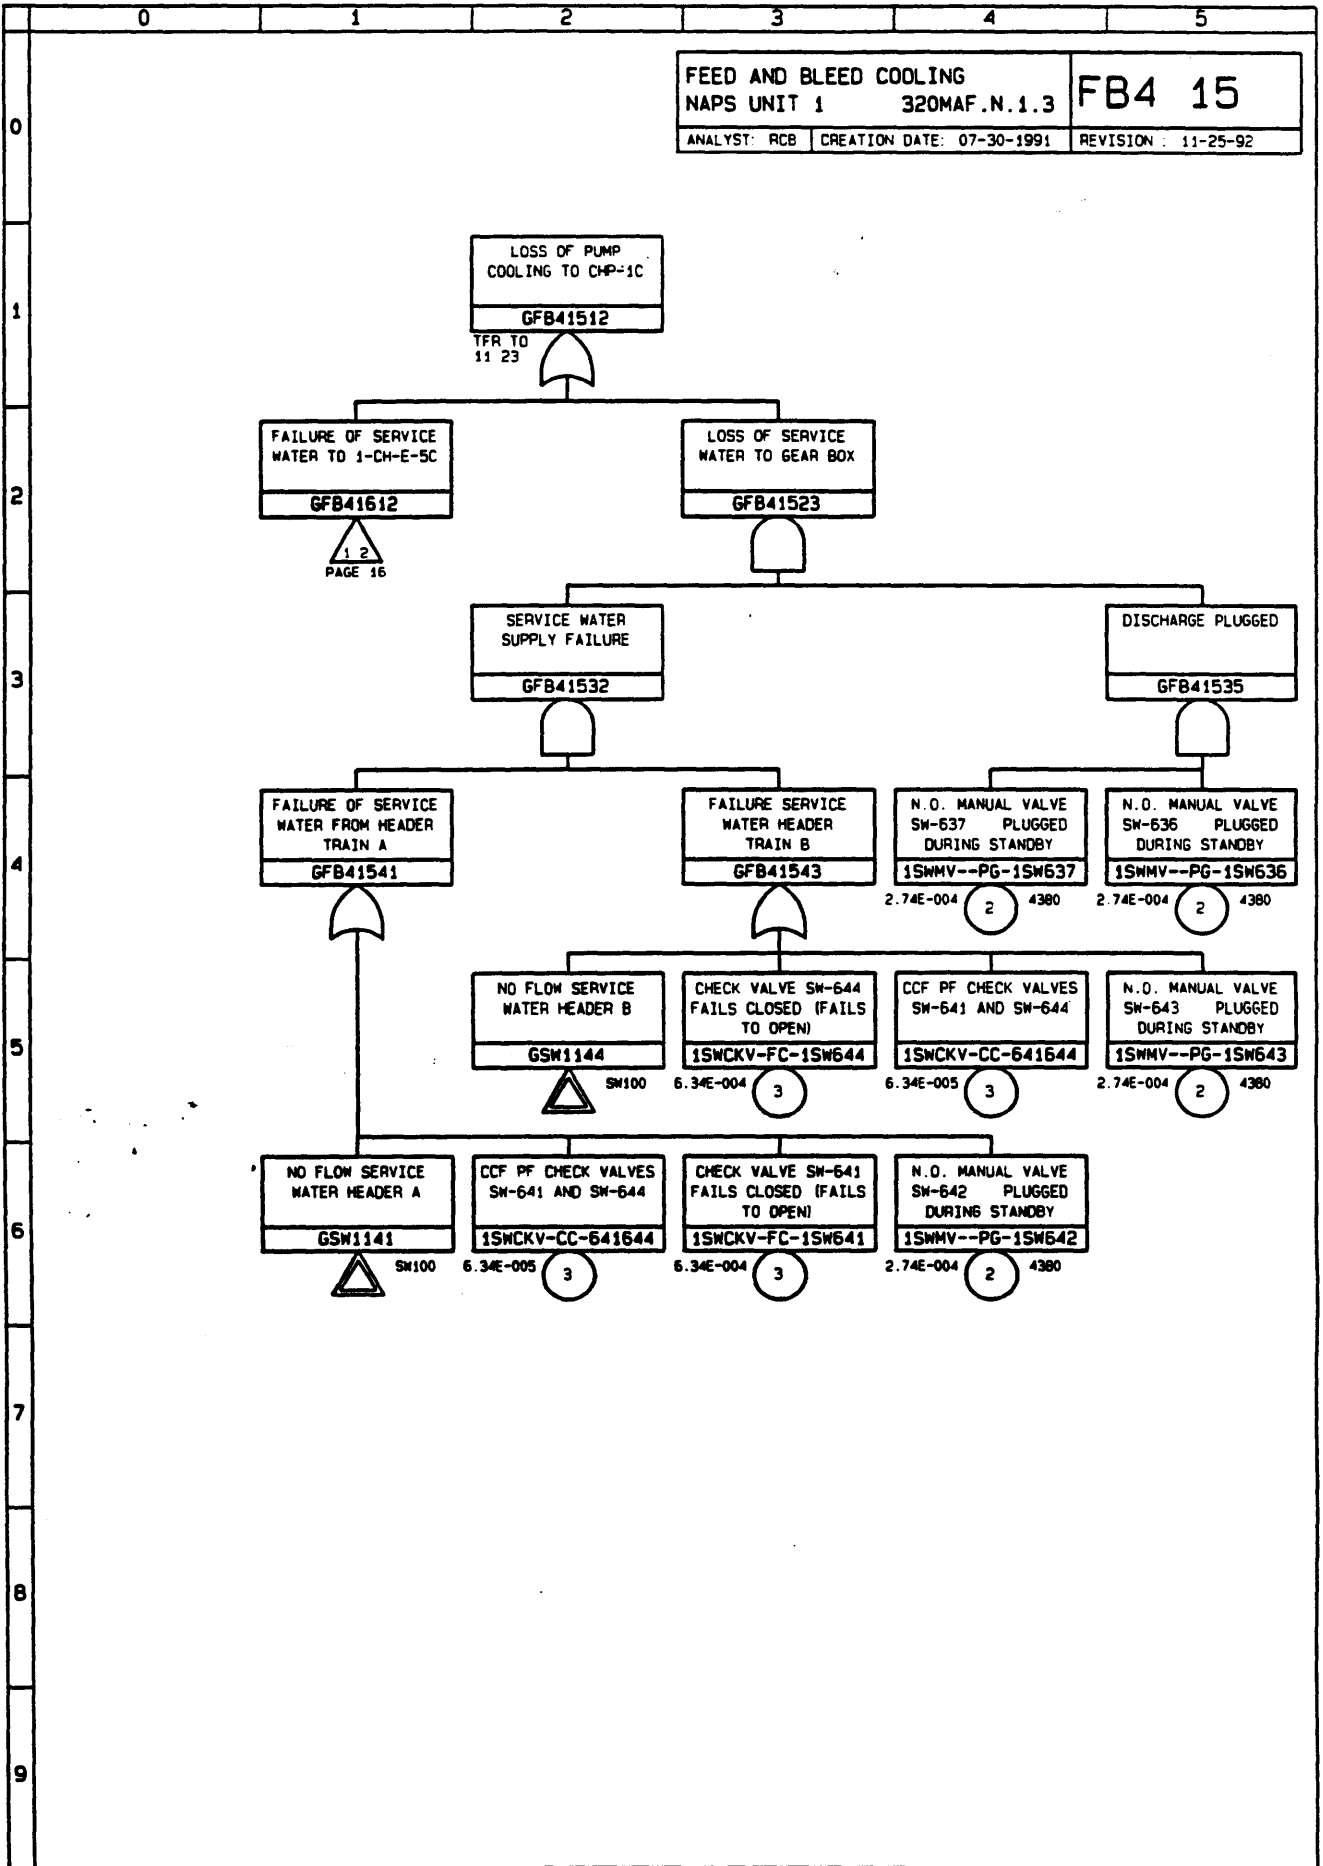 0 1 2 3 4 5
FEED AND BLEED COOLING
NAPS UNIT 1 320MAF.N.1.3
FB4 15
ANALYST: RCB CREATION DATE: 07-30-1991 REVISION : 11-25-92
0
LOSS OF PUMP
COOLING TO CHP-1C
GFB41512
TFR TO
11 23
1
FAILURE OF SERVICE
WATER TO 1-CH-E-5C
GFB41612
1 2
PAGE 16
LOSS OF SERVICE
WATER TO GEAR BOX
GFB41523
2
SERVICE WATER
SUPPLY FAILURE
GFB41532
DISCHARGE PLUGGED
GFB41535
3
FAILURE OF SERVICE
WATER FROM HEADER
TRAIN A
GFB41541
FAILURE SERVICE
WATER HEADER
TRAIN B
GFB41543
N.O. MANUAL VALVE
SW-637 PLUGGED
DURING STANDBY
1SWMV--PG-1SW637
2.74E-004 2 4380
N.O. MANUAL VALVE
SW-636 PLUGGED
DURING STANDBY
1SWMV--PG-1SW636
2.74E-004 2 4380
4
NO FLOW SERVICE
WATER HEADER B
GSW1144
SW100
CHECK VALVE SW-644
FAILS CLOSED (FAILS
TO OPEN)
1SWCKV-FC-1SW644
6.34E-004 3
CCF PF CHECK VALVES
SW-641 AND SW-644
1SWCKV-CC-641644
6.34E-005 3
N.O. MANUAL VALVE
SW-643 PLUGGED
DURING STANDBY
1SWMV--PG-1SW643
2.74E-004 2 4380
5
NO FLOW SERVICE
WATER HEADER A
GSW1141
SW100
CCF PF CHECK VALVES
SW-641 AND SW-644
1SWCKV-CC-641644
6.34E-005 3
CHECK VALVE SW-641
FAILS CLOSED (FAILS
TO OPEN)
1SWCKV-FC-1SW641
6.34E-004 3
N.O. MANUAL VALVE
SW-642 PLUGGED
DURING STANDBY
1SWMV--PG-1SW642
2.74E-004 2 4380
6
7
8
9